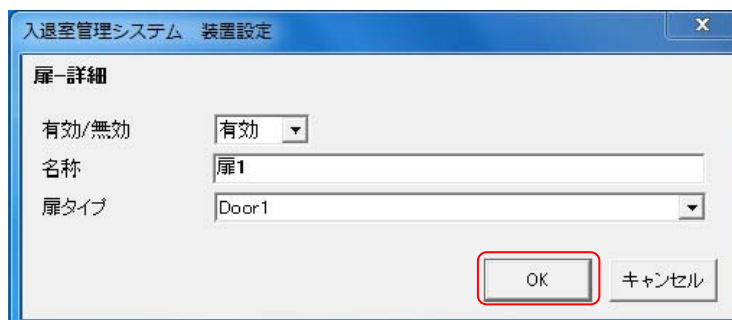 入退室管理システム 装置設定
扉−詳細
有効/無効 有効
名称 扉1
扉タイプ Door1
OK キャンセル